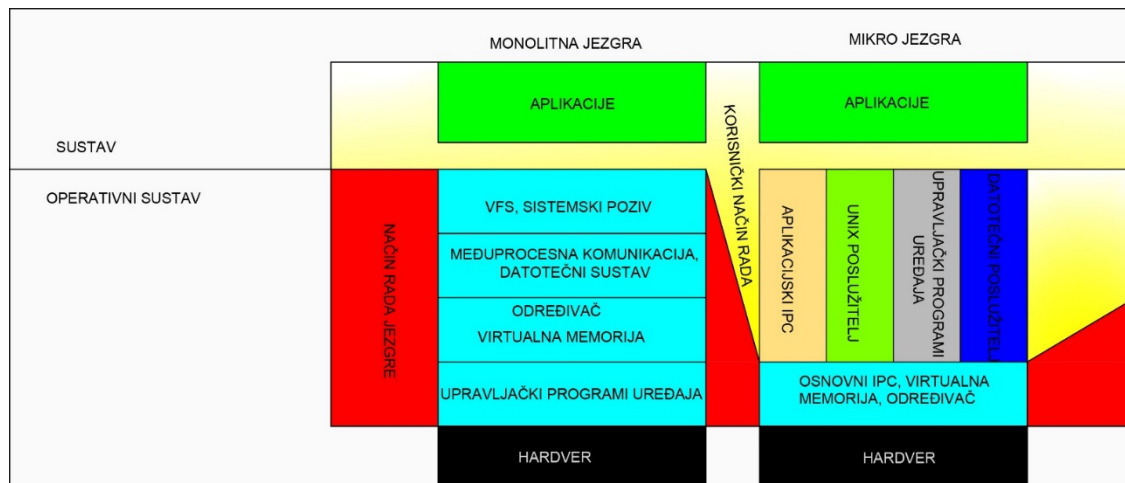 MONOLITNA JEZGRA
MIKRO JEZGRA
APLIKACIJE
APLIKACIJE
SUSTAV
OPERATIVNI SUSTAV
NAČIN RADA JEZGRE
VFS, SISTEMSKI POZIV
MEĐUPROCESNA KOMUNIKACIJA,
DATOTEČNI SUSTAV
ODREĐIVAČ
VIRTUALNA MEMORIJA
UPRAVLJAČKI PROGRAMI UREĐAJA
HARDVER
KORISNIČKI NAČIN RADA
APLIKACIJSKI IPC
UNIX POSLUŽITELJ
UPRAVLJAČKI PROGRAMI
UREĐAJA
DATOTEČNI POSLUŽITELJ
OSNOVNI IPC, VIRTUALNA
MEMORIJA, ODREĐIVAČ
HARDVER